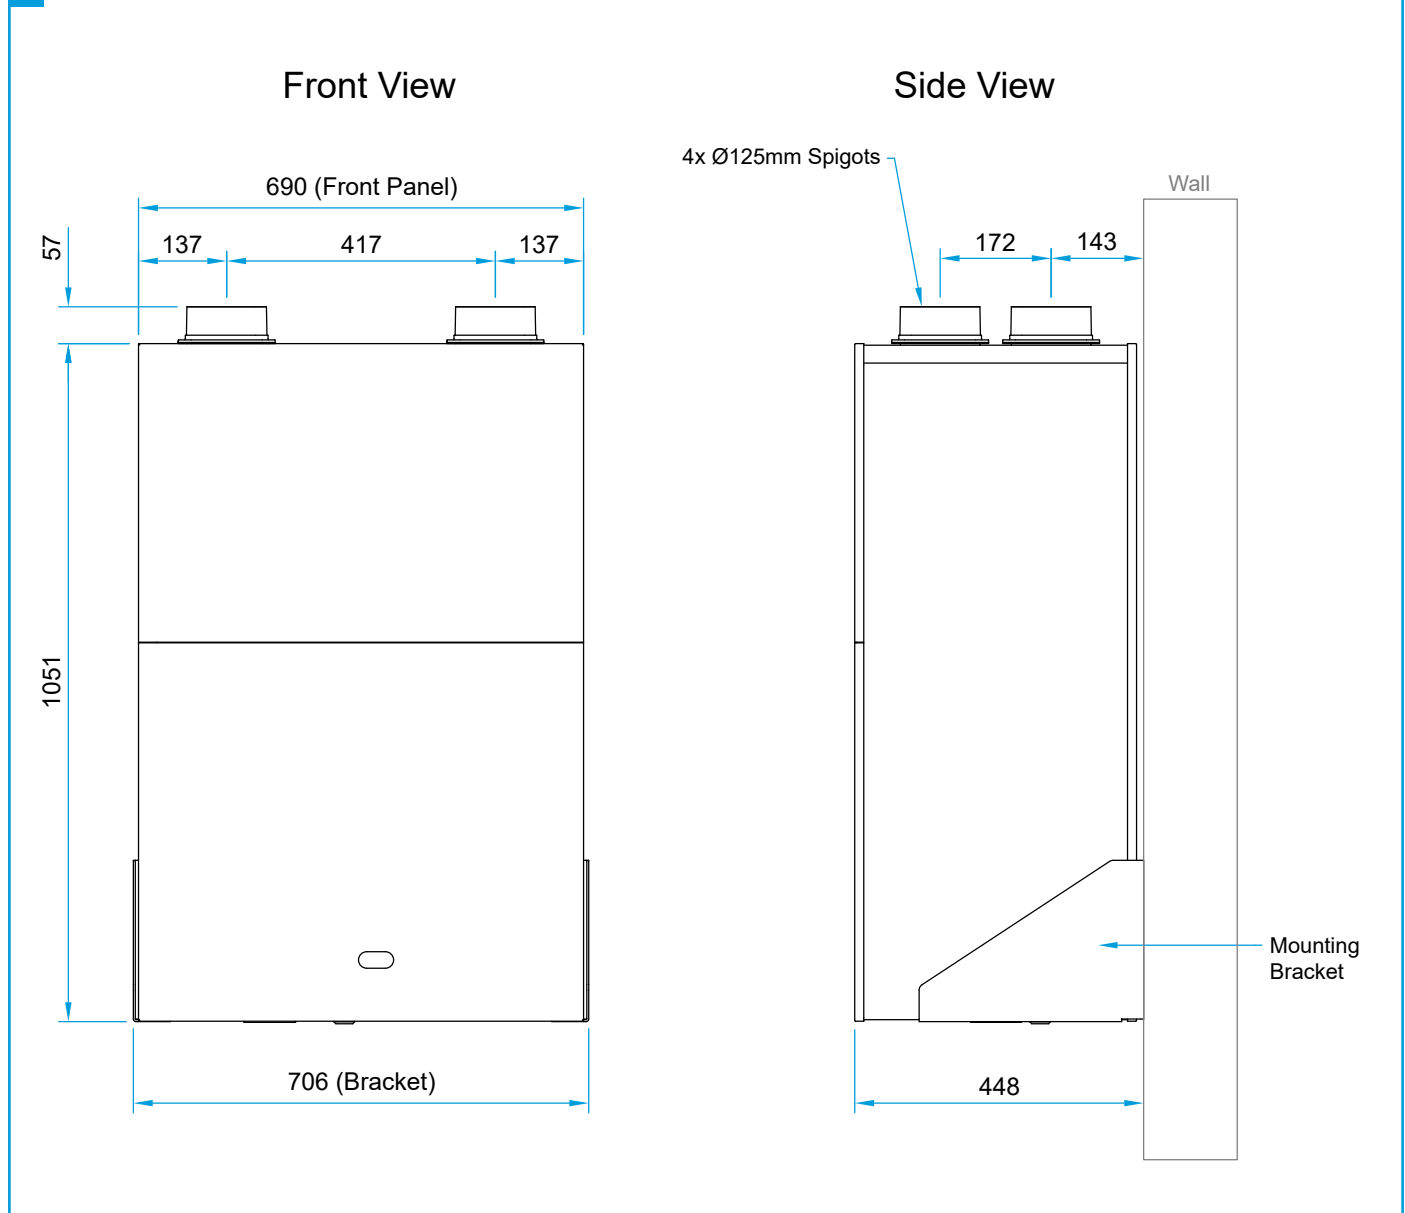 Front View
Side View
4x Ø125mm Spigots
Wall
690 (Front Panel)
57
137
417
137
172
143
1051
Mounting
Bracket
706 (Bracket)
448